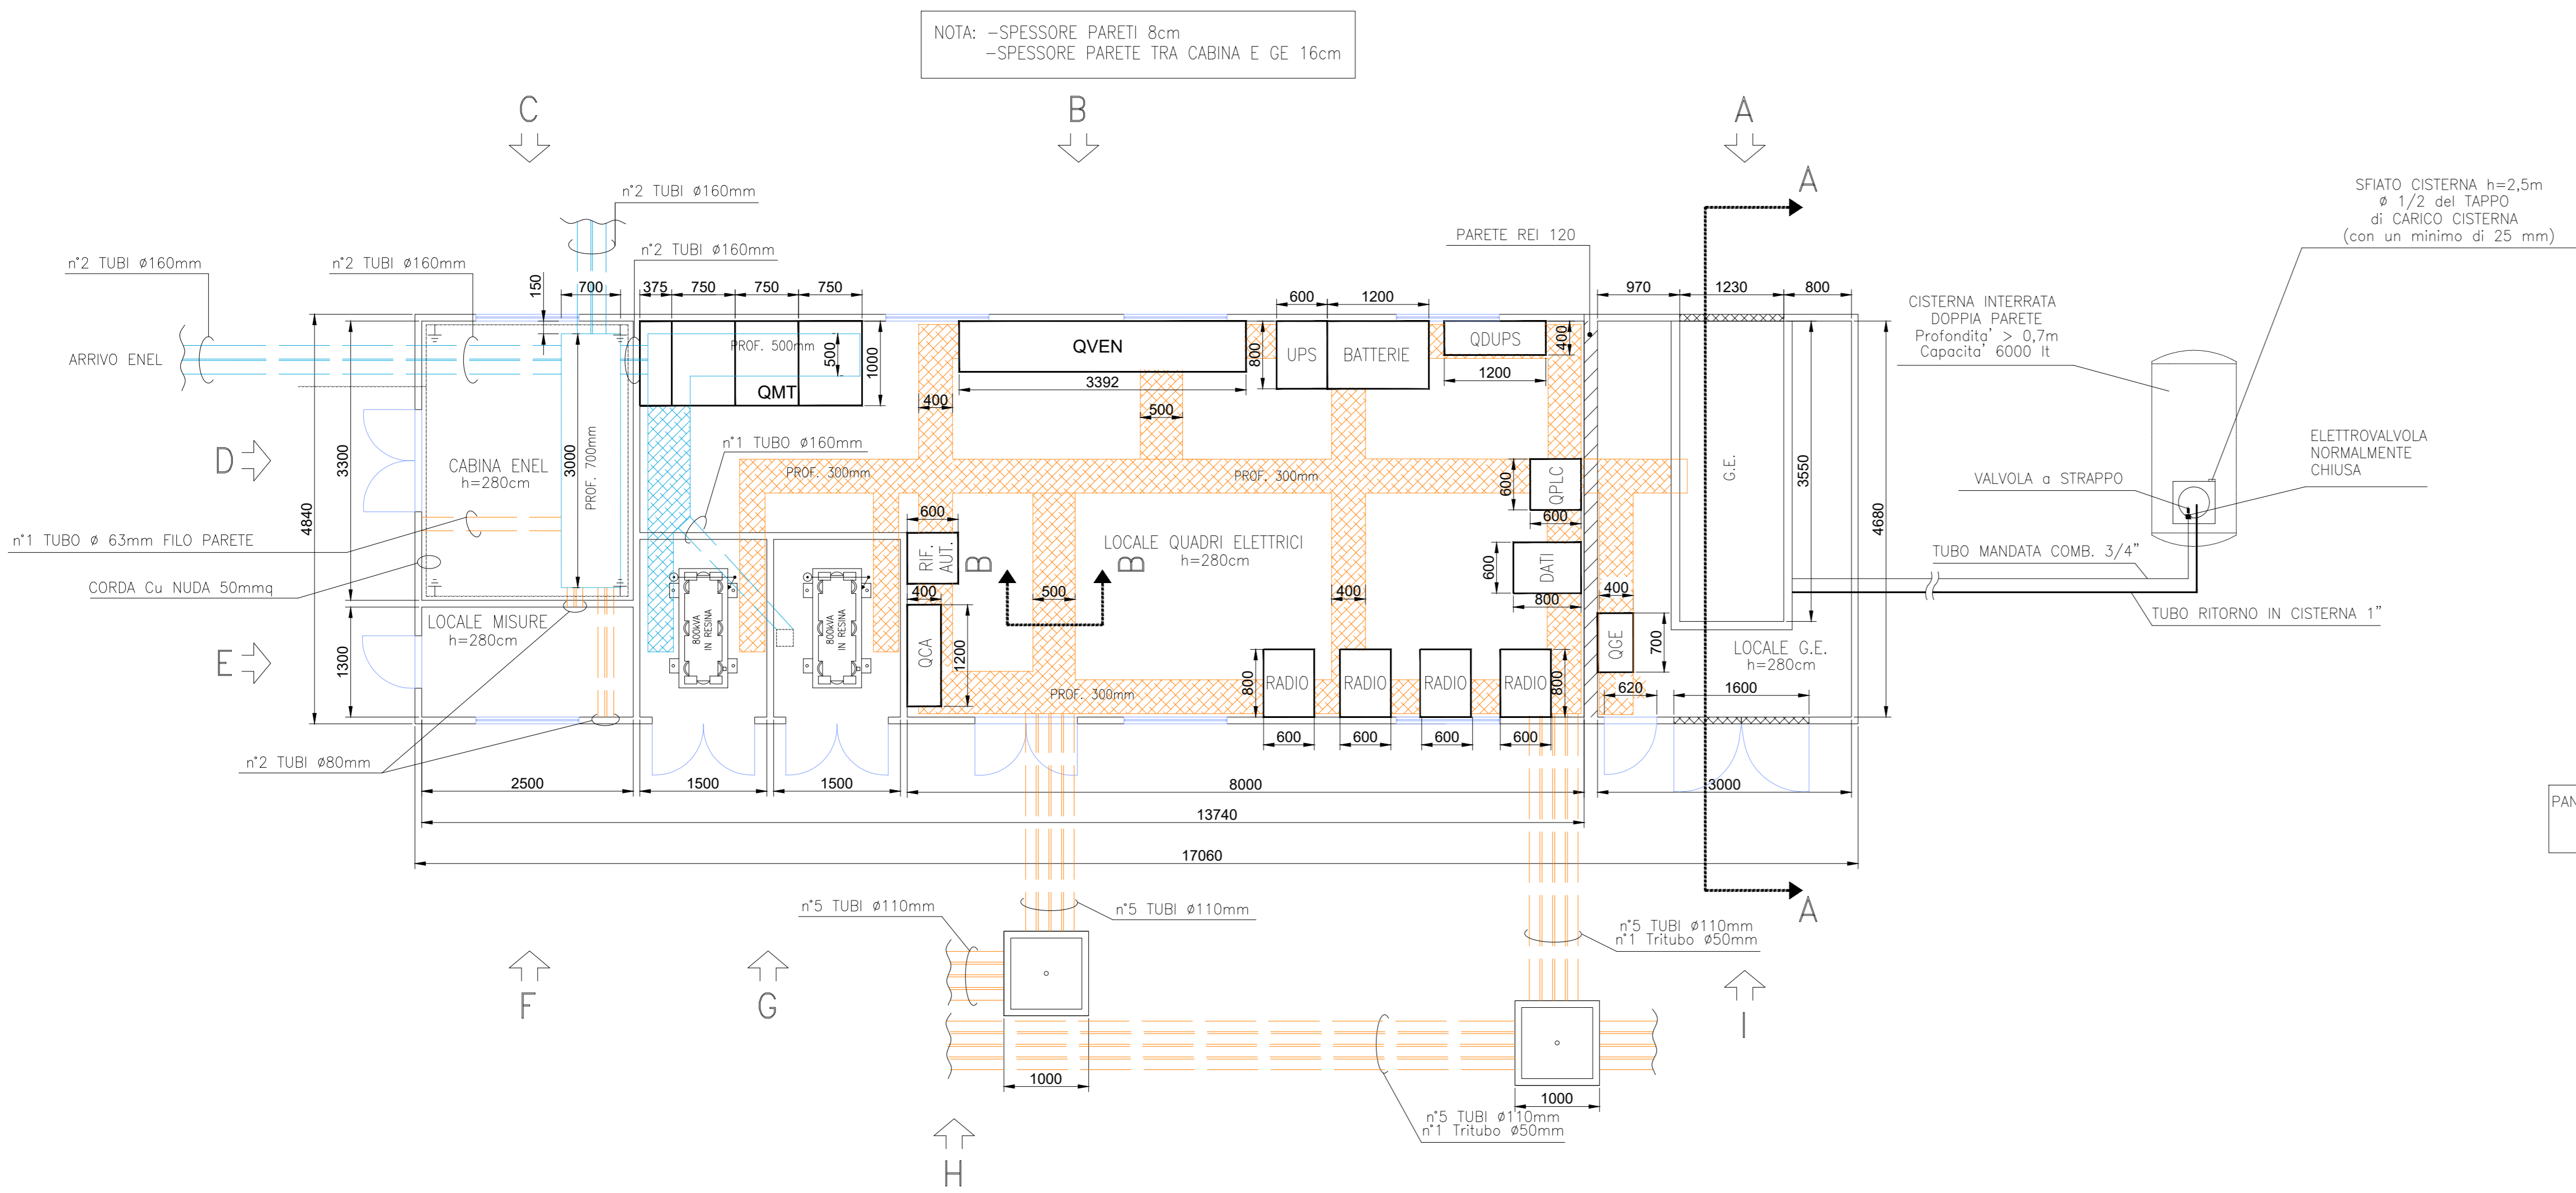 NOTA: -SPESSORE PARETI 8cm
-SPESSORE PARETE TRA CABINA E GE 16cm
C
B
A
A
n°2 TUBI ø160mm
n°2 TUBI ø160mm
n°2 TUBI ø160mm
n°2 TUBI ø160mm
PARETE REI 120
SFIATO CISTERNA h=2,5m
ø 1/2 del TAPPO
di CARICO CISTERNA
(con un minimo di 25 mm)
CISTERNA INTERRATA
DOPPIA PARETE
Profondita' > 0,7m
Capacita' 6000 lt
150
700
375
750
750
750
600
1200
970
1230
800
ARRIVO ENEL
PROF. 500mm
500
1000
QMT
QVEN
3392
800
UPS
BATTERIE
QDUPS
400
1200
400
500
D
4840
3300
CABINA ENEL
h=280cm
3000
PROF. 700mm
n°1 TUBO ø160mm
PROF. 300mm
PROF. 300mm
600
QPLC
600
G.E.
3550
4680
ELETTROVALVOLA
NORMALMENTE
CHIUSA
VALVOLA a STRAPPO
n°1 TUBO ø 63mm FILO PARETE
CORDA Cu NUDA 50mmq
600
RIF.
AUT.
B
B
LOCALE QUADRI ELETTRICI
h=280cm
600
DATI
800
TUBO MANDATA COMB. 3/4"
TUBO RITORNO IN CISTERNA 1"
400
500
400
400
E
1300
LOCALE MISURE
h=280cm
800kVA
IN RESINA
800kVA
IN RESINA
QCA
1200
PROF. 300mm
800
RADIO
RADIO
RADIO
RADIO
800
QGE
700
LOCALE G.E.
h=280cm
620
1600
600
600
600
600
n°2 TUBI ø80mm
2500
1500
1500
8000
3000
13740
17060
PAN
n°5 TUBI ø110mm
n°5 TUBI ø110mm
A
n°5 TUBI ø110mm
n°1 Tritubo ø50mm
F
G
I
1000
1000
n°5 TUBI ø110mm
n°1 Tritubo ø50mm
H